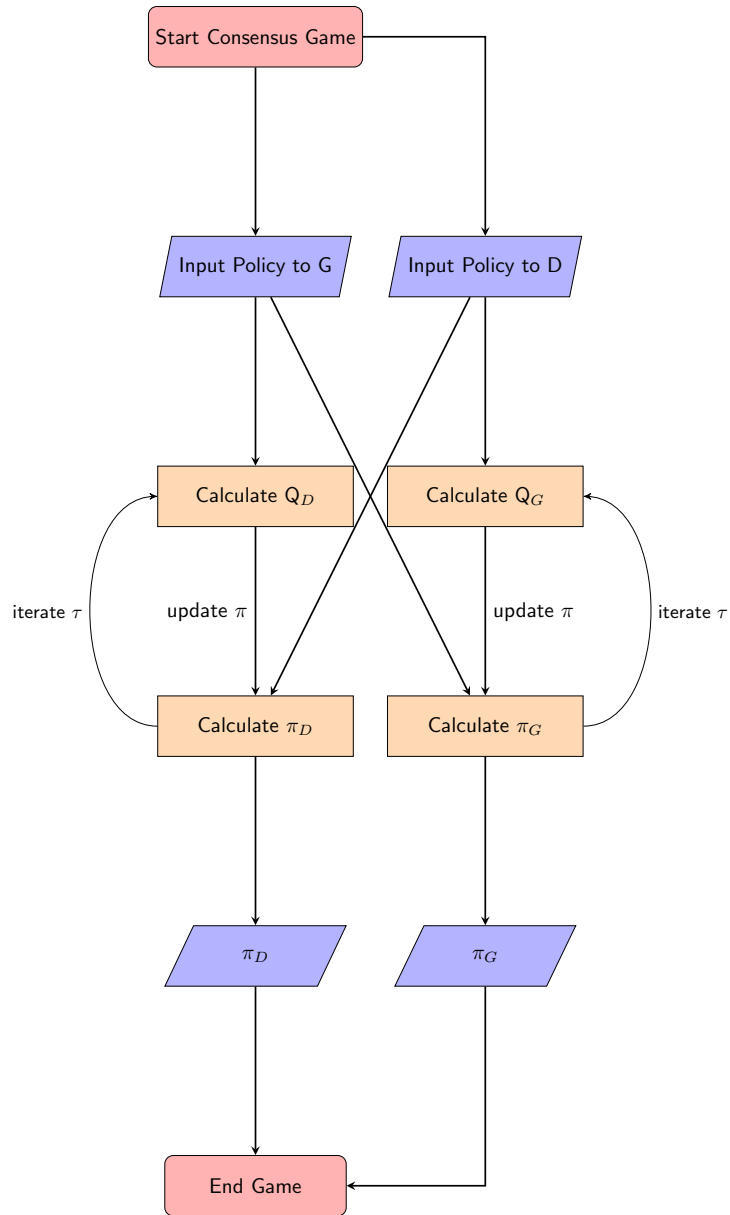 Start Consensus Game
Input Policy to G
Input Policy to D
Calculate Q_D
Calculate Q_G
iterate τ
update π
update π
iterate τ
Calculate π_D
Calculate π_G
π_D
π_G
End Game